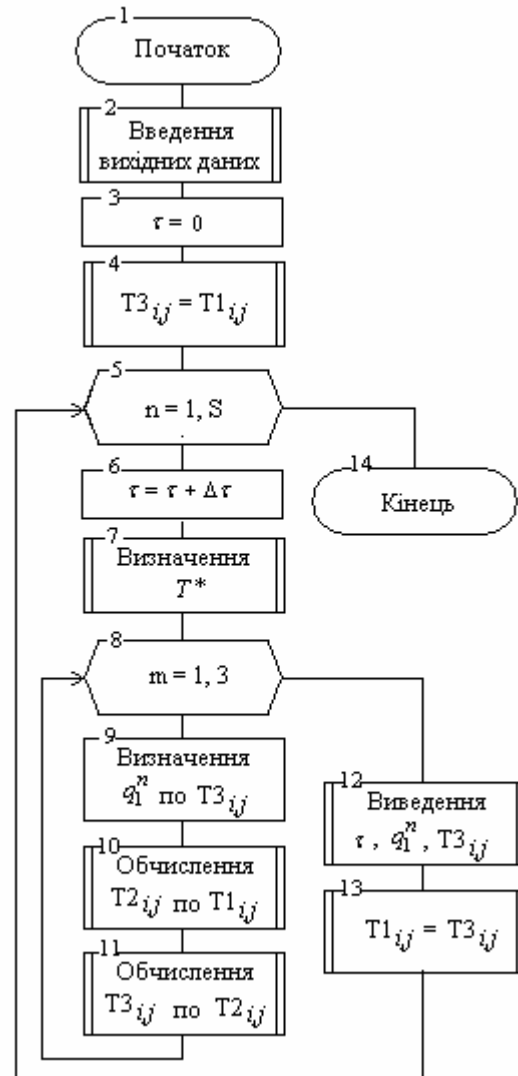 1
Початок
2
Введення
вихідних даних
3
τ = 0
4
T3i,j = T1i,j
5
n = 1, S
6
τ = τ + Δτ
14
Кінець
7
Визначення
T*
8
m = 1, 3
9
Визначення
q₁ⁿ по T3i,j
10
Обчислення
T2i,j по T1i,j
11
Обчислення
T3i,j по T2i,j
12
Виведення
τ , q₁ⁿ , T3i,j
13
T1i,j = T3i,j